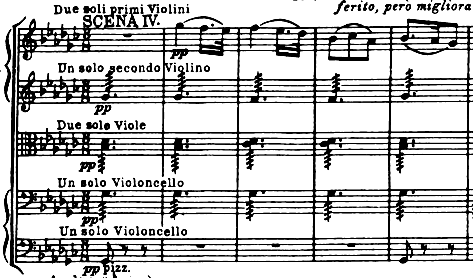 Due soli primi Violini
ferito, però migliora
SCENA IV.
pp
Un solo secondo Violino
pp
Due sole Viole
pp
Un solo Violoncello
pp
Un solo Violoncello
pp pizz.